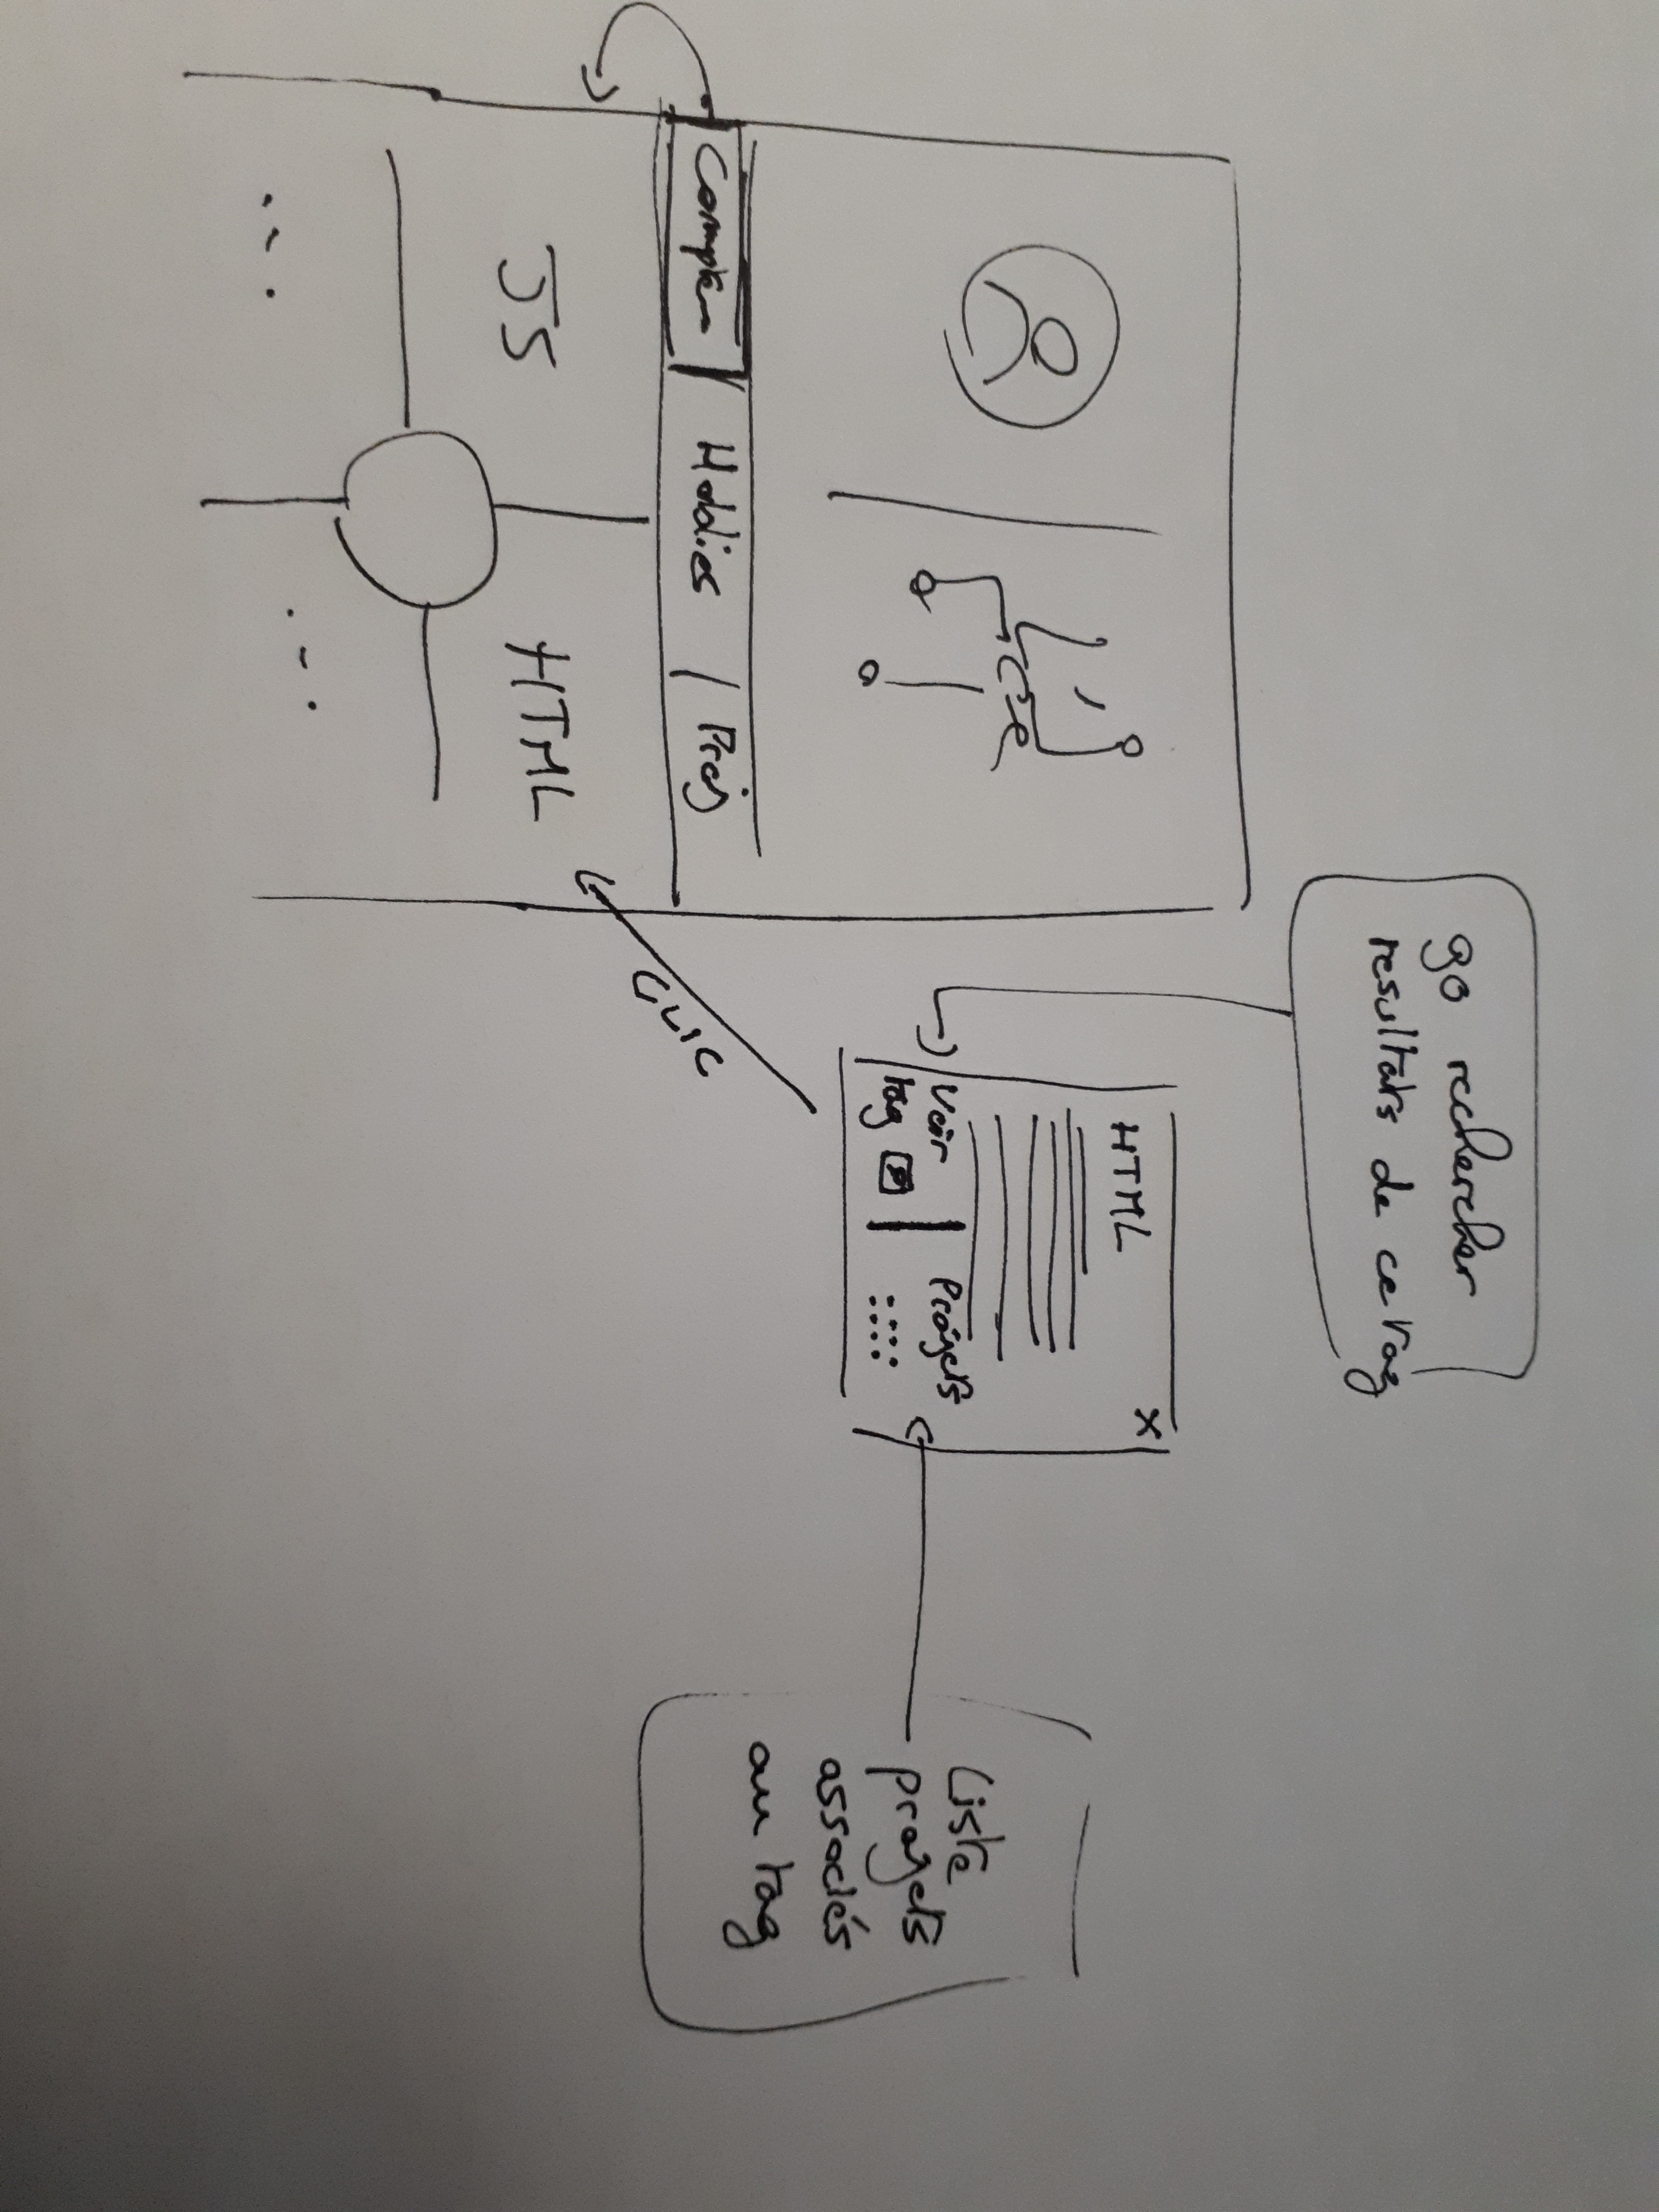 go rechercher
resultats de ce tag
HTML X
Voir
tag
Projets
Liste
projets
associés
au tag
Clic
Hobbies / Proj
JS
HTML